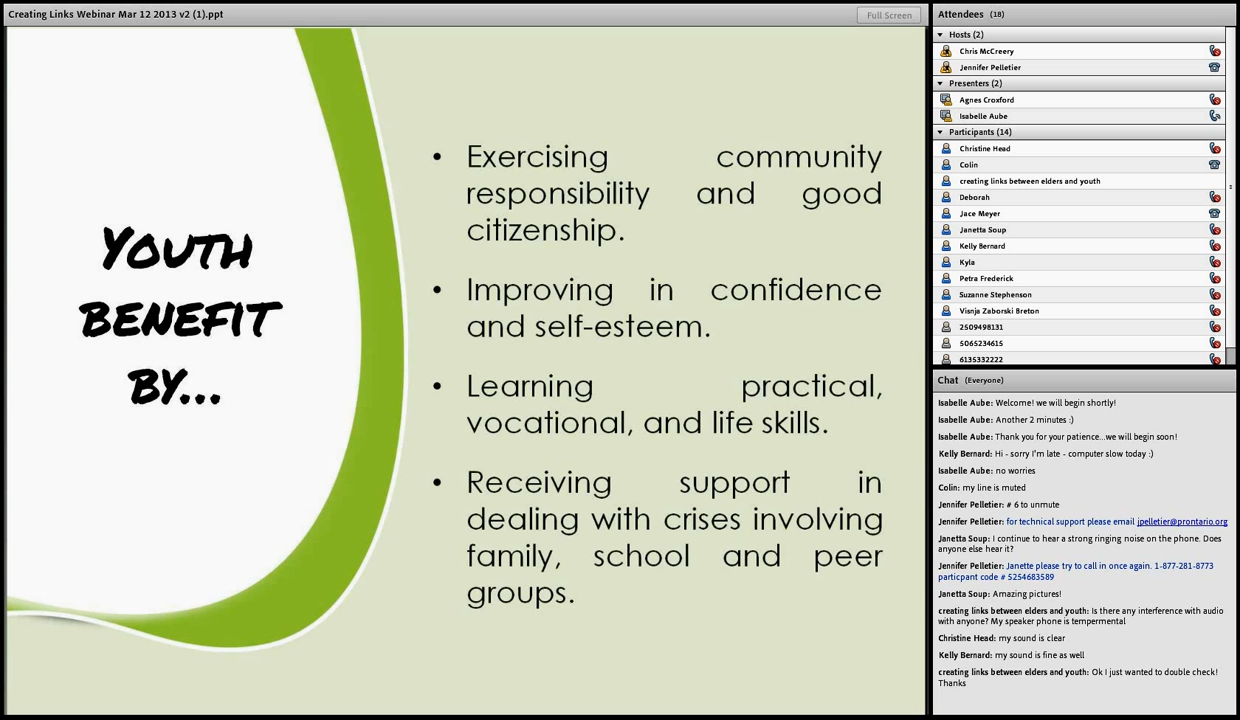 Creating Links Webinar Mar 12 2013 v2 (1).ppt
Full Screen
Youth
benefit
by...
• Exercising community
responsibility and good
citizenship.
• Improving in confidence
and self-esteem.
• Learning practical,
vocational, and life skills.
• Receiving support in
dealing with crises involving
family, school and peer
groups.
Attendees (18)
Hosts (2)
Chris McCreery
Jennifer Pelletier
Presenters (2)
Agnes Croxford
Isabelle Aube
Participants (14)
Christine Head
Colin
creating links between elders and youth
Deborah
Jace Meyer
Janetta Soup
Kelly Bernard
Kyla
Petra Frederick
Suzanne Stephenson
Visnja Zaborski Breton
2509498131
5065234615
6135332222
Chat (Everyone)
Isabelle Aube: Welcome! we will begin shortly!
Isabelle Aube: Another 2 minutes :)
Isabelle Aube: Thank you for your patience...we will begin soon!
Kelly Bernard: Hi - sorry I'm late - computer slow today :)
Isabelle Aube: no worries
Colin: my line is muted
Jennifer Pelletier: # 6 to unmute
Jennifer Pelletier: for technical support please email jpelletier@prontario.org
Janetta Soup: I continue to hear a strong ringing noise on the phone. Does
anyone else hear it?
Jennifer Pelletier: Janette please try to call in once again. 1-877-281-8773
particpant code # 5254683589
Janetta Soup: Amazing pictures!
creating links between elders and youth: Is there any interference with audio
with anyone? My speaker phone is tempermental
Christine Head: my sound is clear
Kelly Bernard: my sound is fine as well
creating links between elders and youth: Ok I just wanted to double check!
Thanks